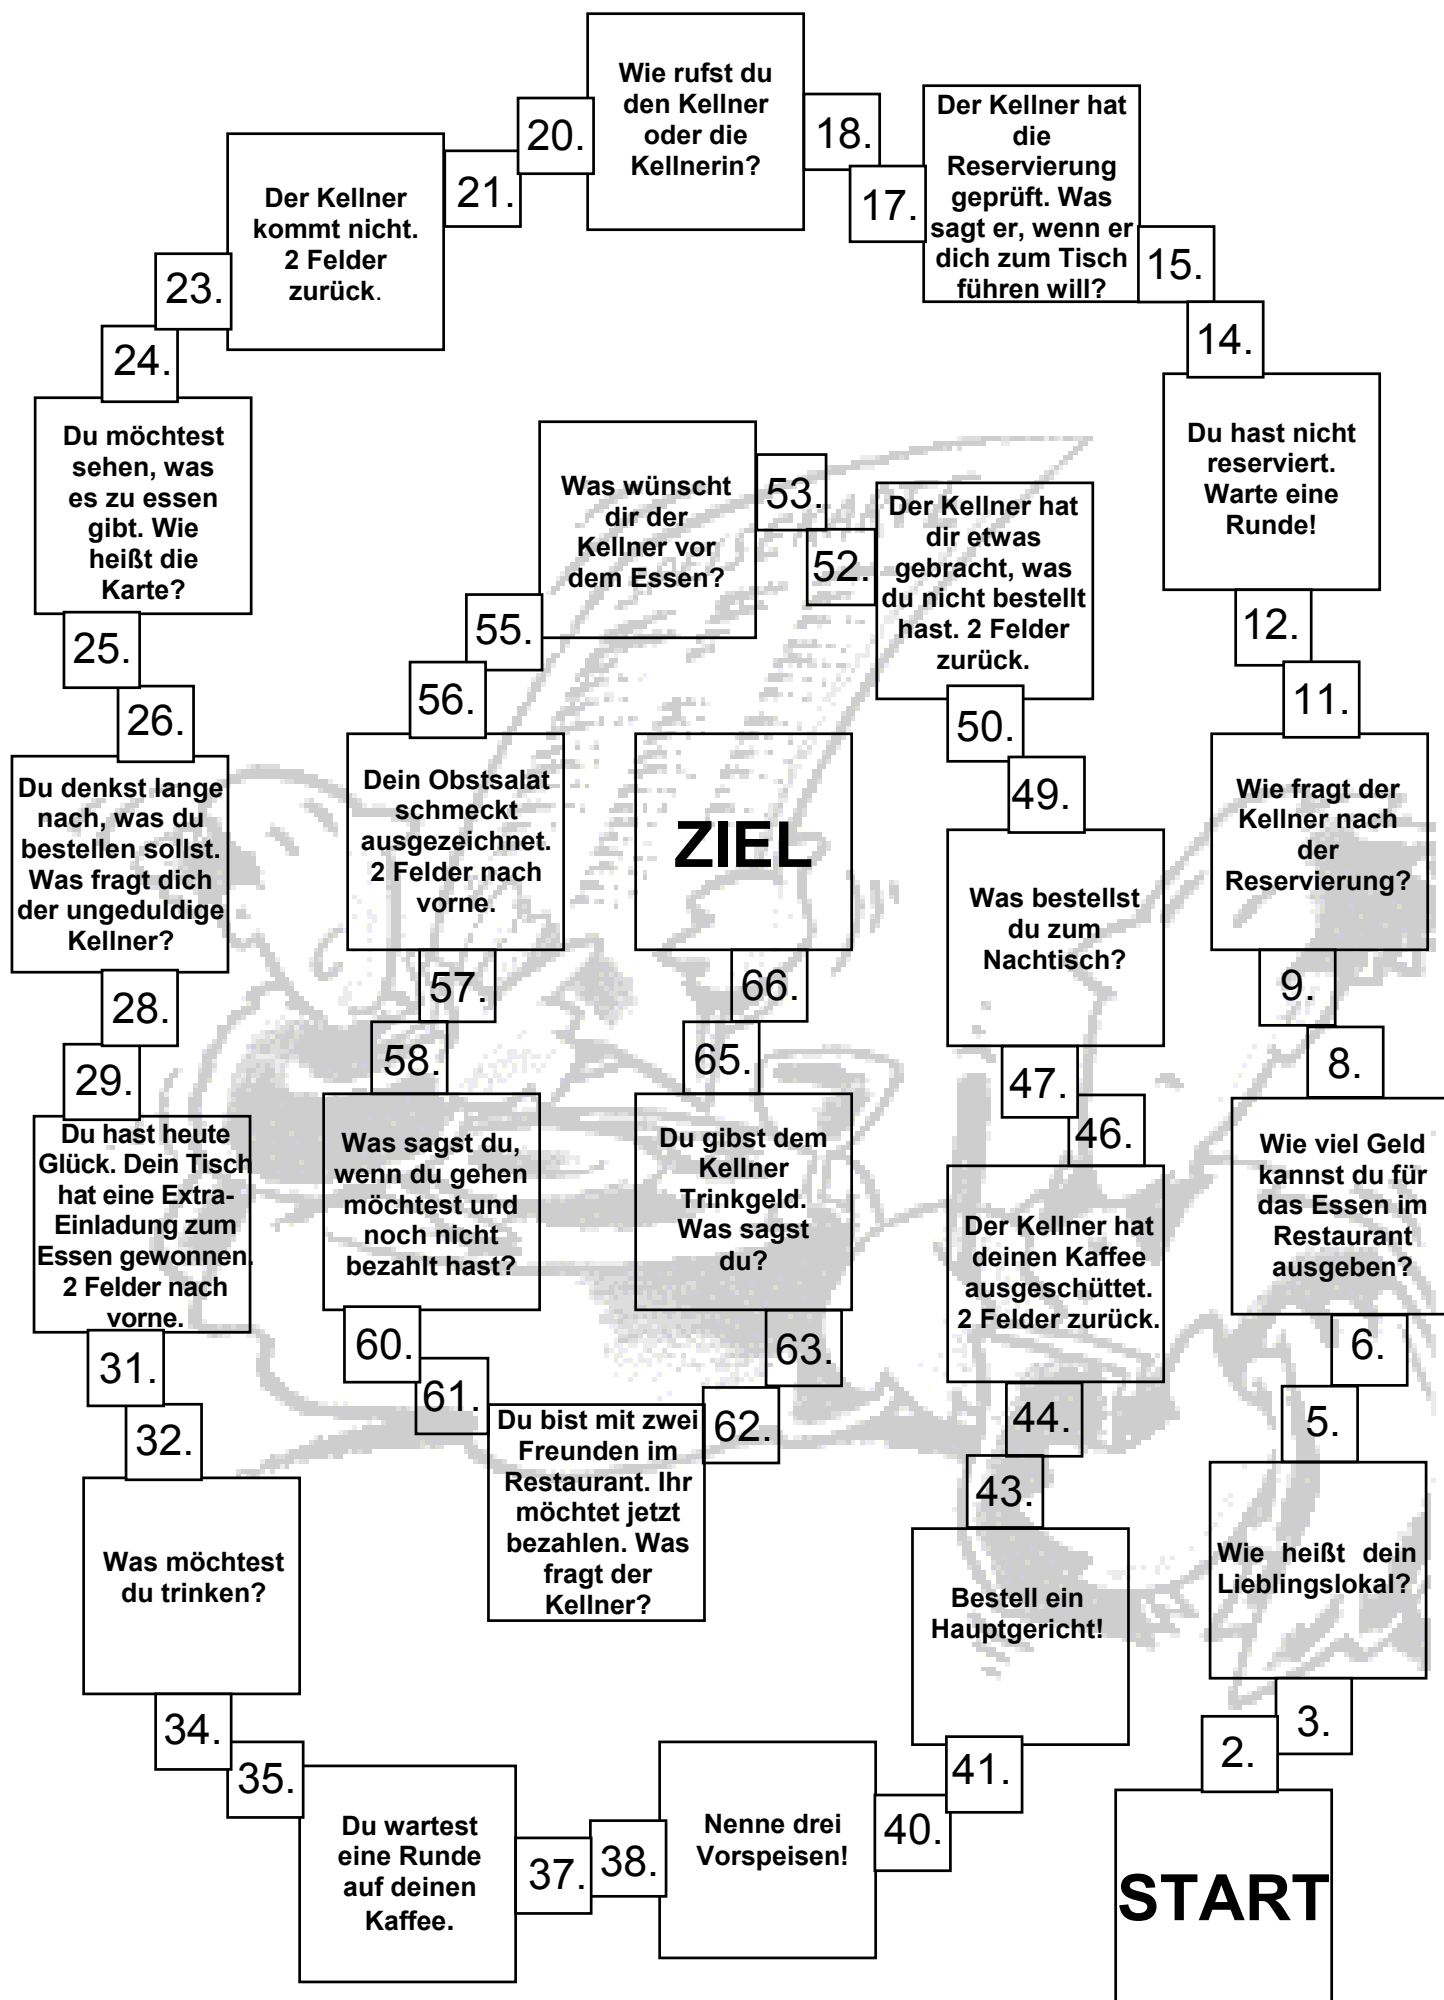 START
2.
3.
Wie heißt dein
Lieblingslokal?
5.
6.
Wie viel Geld
kannst du für
das Essen im
Restaurant
ausgeben?
8.
9.
Wie fragt der
Kellner nach
der
Reservierung?
11.
12.
Du hast nicht
reserviert.
Warte eine
Runde!
14.
15.
Der Kellner hat
die
Reservierung
geprüft. Was
sagt er, wenn er
dich zum Tisch
führen will?
17.
18.
Wie rufst du
den Kellner
oder die
Kellnerin?
20.
21.
Der Kellner
kommt nicht.
2 Felder
zurück.
23.
24.
Du möchtest
sehen, was
es zu essen
gibt. Wie
heißt die
Karte?
25.
26.
Du denkst lange
nach, was du
bestellen sollst.
Was fragt dich
der ungeduldige
Kellner?
28.
29.
Du hast heute
Glück. Dein Tisch
hat eine Extra-
Einladung zum
Essen gewonnen.
2 Felder nach
vorne.
31.
32.
Was möchtest
du trinken?
34.
35.
Du wartest
eine Runde
auf deinen
Kaffee.
37.
38.
Nenne drei
Vorspeisen!
40.
41.
Bestell ein
Hauptgericht!
43.
44.
Der Kellner hat
deinen Kaffee
ausgeschüttet.
2 Felder zurück.
46.
47.
Was bestellst
du zum
Nachtisch?
49.
50.
Der Kellner hat
dir etwas
gebracht, was
du nicht bestellt
hast. 2 Felder
zurück.
52.
53.
Was wünscht
dir der
Kellner vor
dem Essen?
55.
56.
Dein Obstsalat
schmeckt
ausgezeichnet.
2 Felder nach
vorne.
57.
58.
Was sagst du,
wenn du gehen
möchtest und
noch nicht
bezahlt hast?
60.
61.
Du bist mit zwei
Freunden im
Restaurant. Ihr
möchtet jetzt
bezahlen. Was
fragt der
Kellner?
62.
63.
Du gibst dem
Kellner
Trinkgeld.
Was sagst
du?
65.
66.
ZIEL